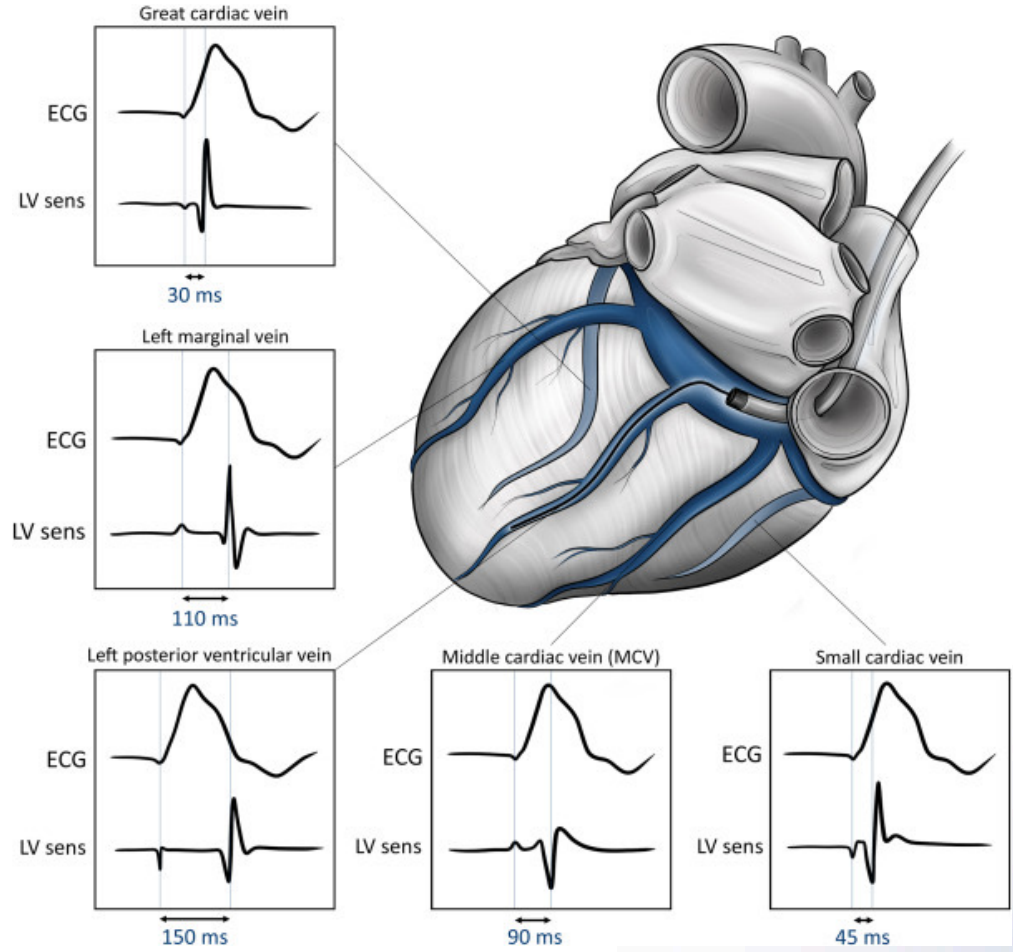 Great cardiac vein
ECG
LV sens
30 ms
Left marginal vein
ECG
LV sens
110 ms
Left posterior ventricular vein
ECG
LV sens
150 ms
Middle cardiac vein (MCV)
ECG
LV sens
90 ms
Small cardiac vein
ECG
LV sens
45 ms